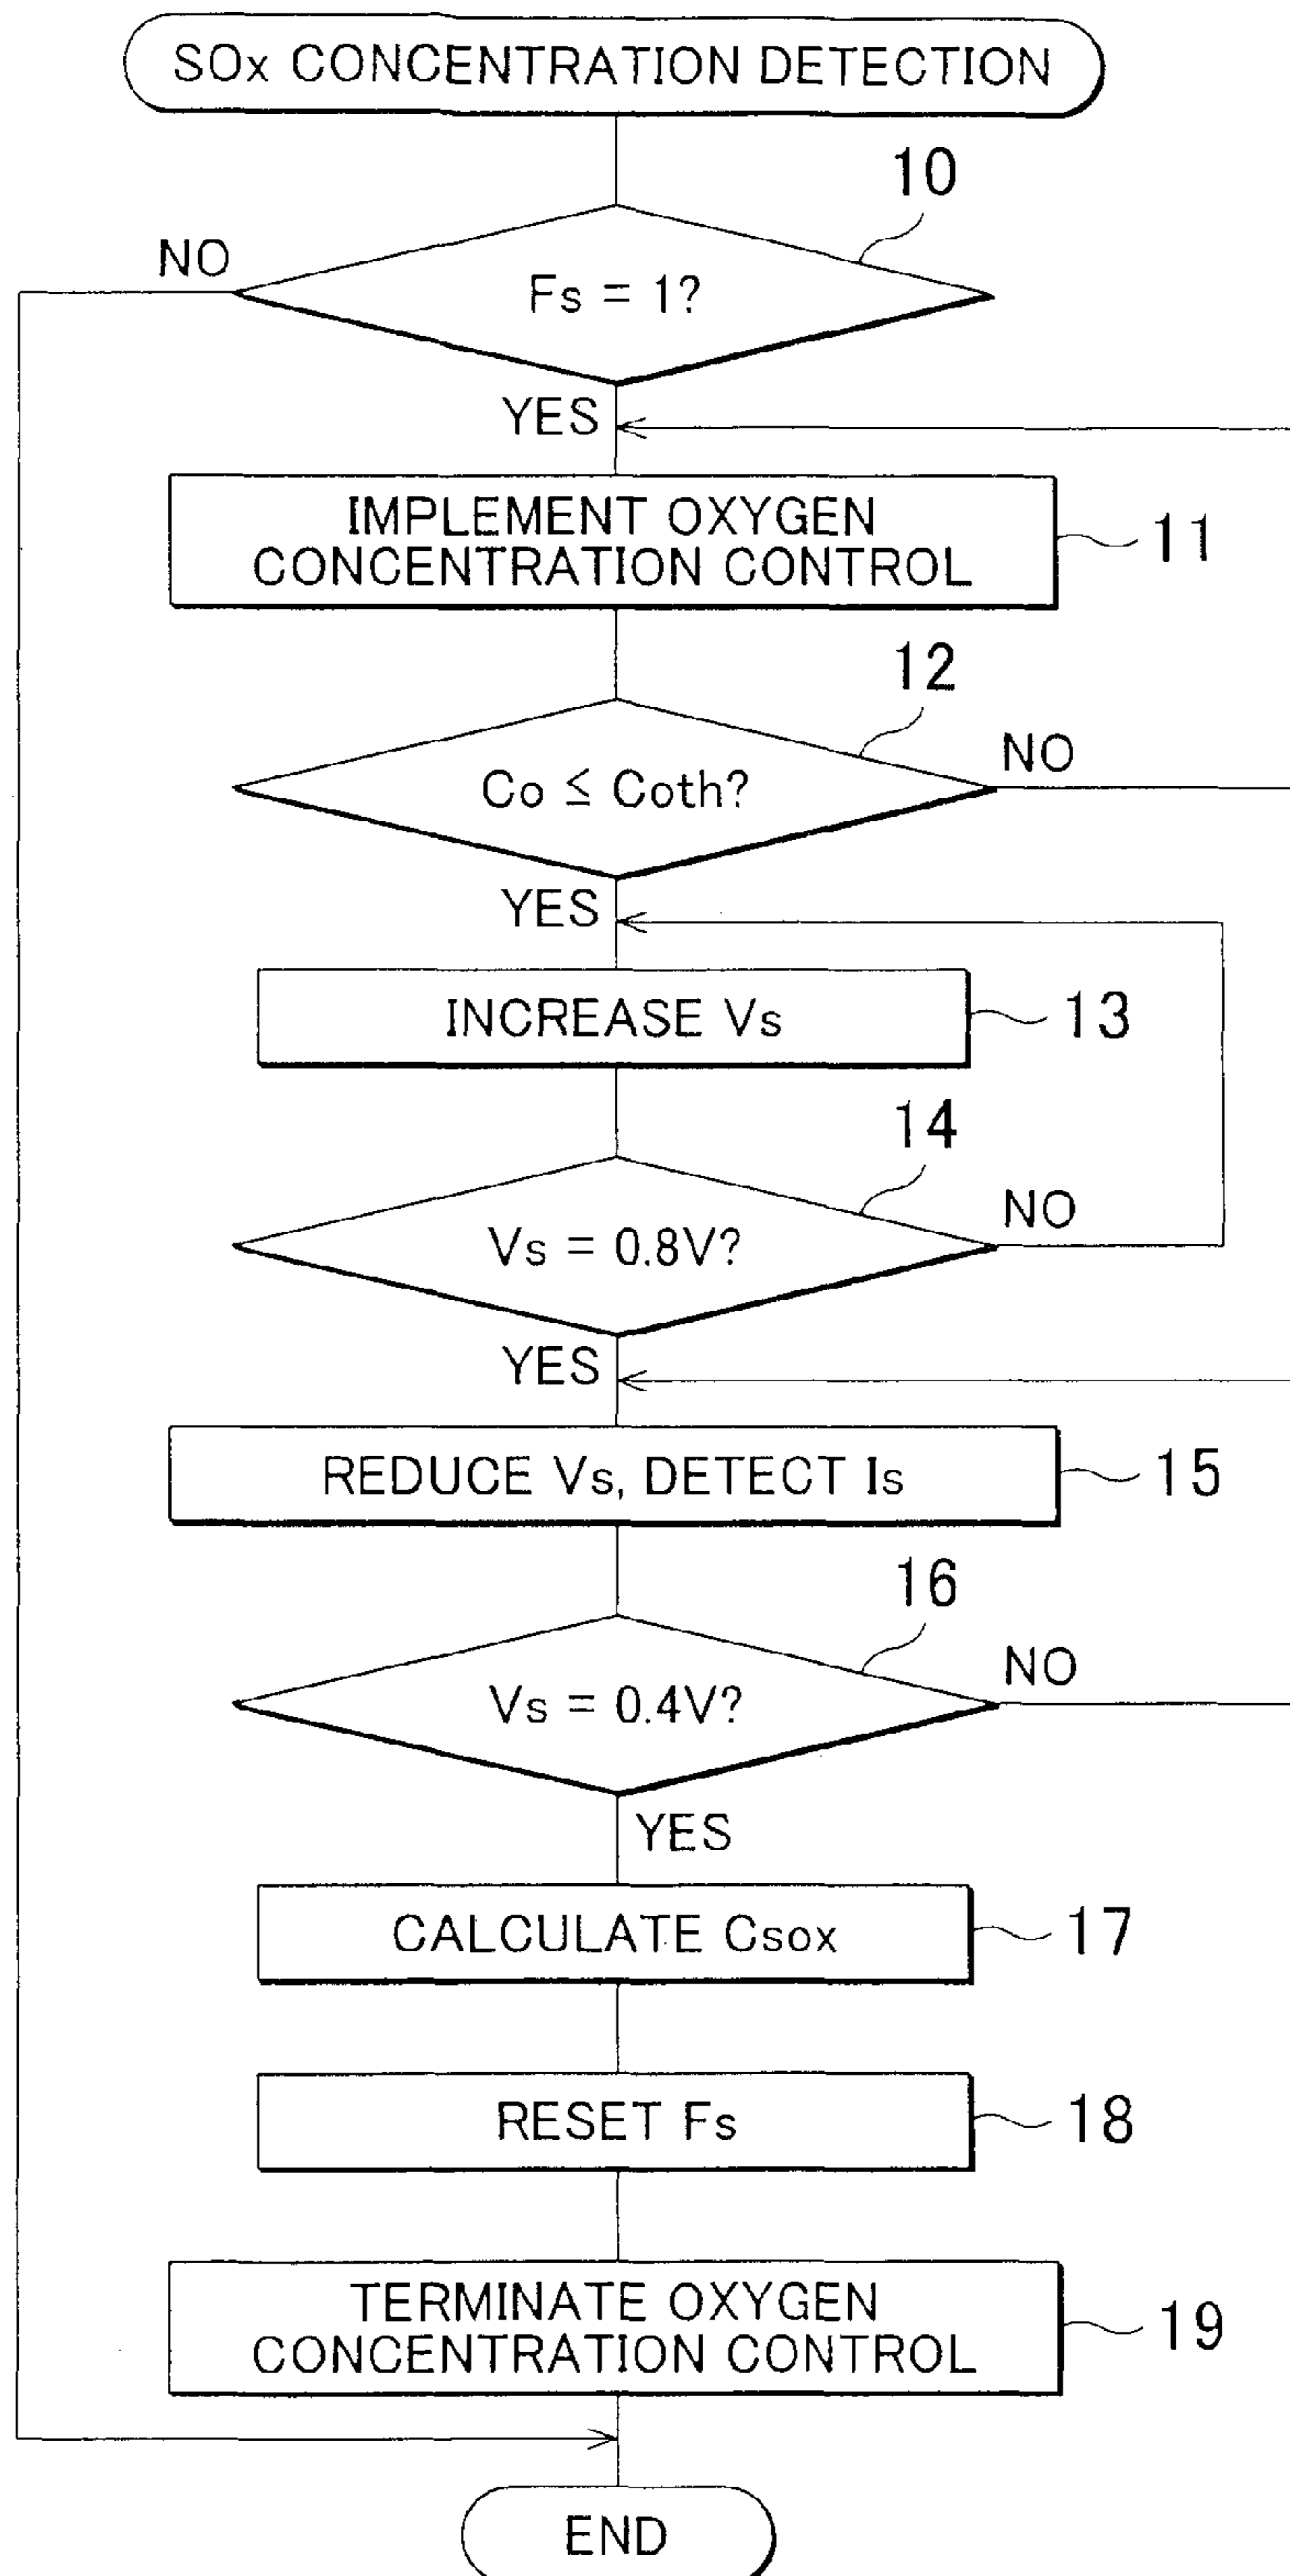 SOx CONCENTRATION DETECTION
10
NO
Fs = 1?
YES
IMPLEMENT OXYGEN
CONCENTRATION CONTROL
11
12
NO
Co ≤ Coth?
YES
INCREASE Vs
13
14
NO
Vs = 0.8V?
YES
REDUCE Vs, DETECT Is
15
16
NO
Vs = 0.4V?
YES
CALCULATE Csox
17
RESET Fs
18
TERMINATE OXYGEN
CONCENTRATION CONTROL
19
END